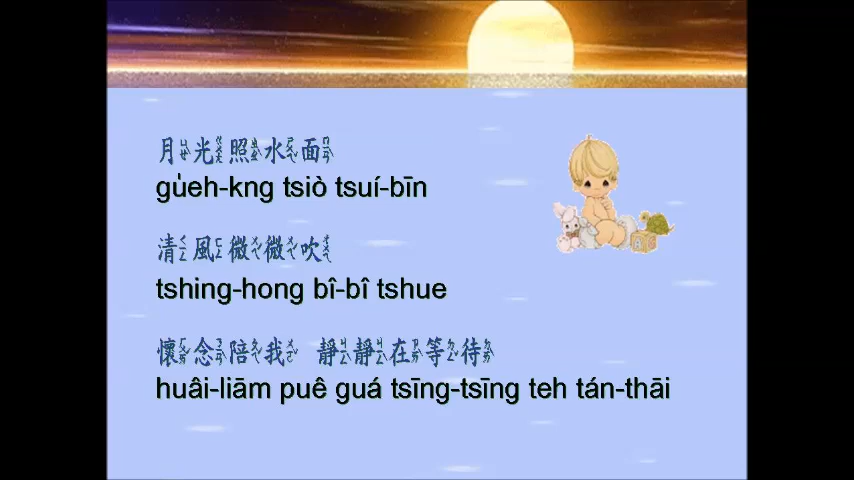 月光照水面
gu̍eh-kng tsiò tsuí-bīn
清風微微吹
tshing-hong bî-bî tshue
懷念陪我 靜靜在等待
huâi-liām puê guá tsīng-tsīng teh tán-thāi